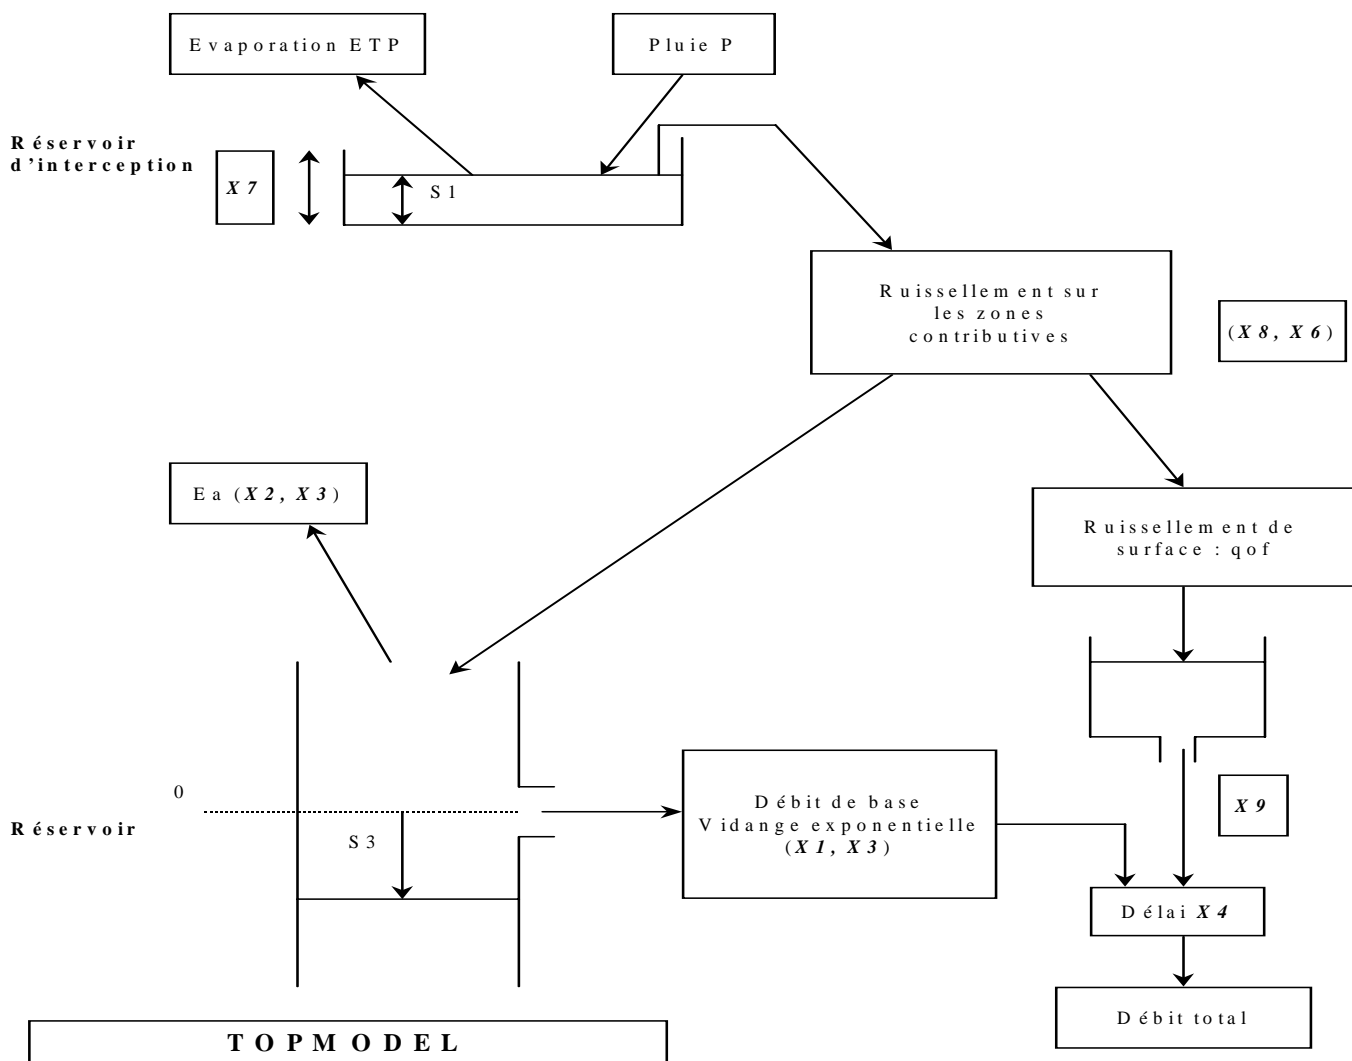 Evaporation ETP
Pluie P
Réservoir
d'interception
X7
S1
Ruissellement sur
les zones
contributives
(X8, X6)
Ea (X2, X3)
Ruissellement de
surface : qof
0
Réservoir
S3
Débit de base
Vidange exponentielle
(X1, X3)
X9
Délai X4
Débit total
TOPMODEL